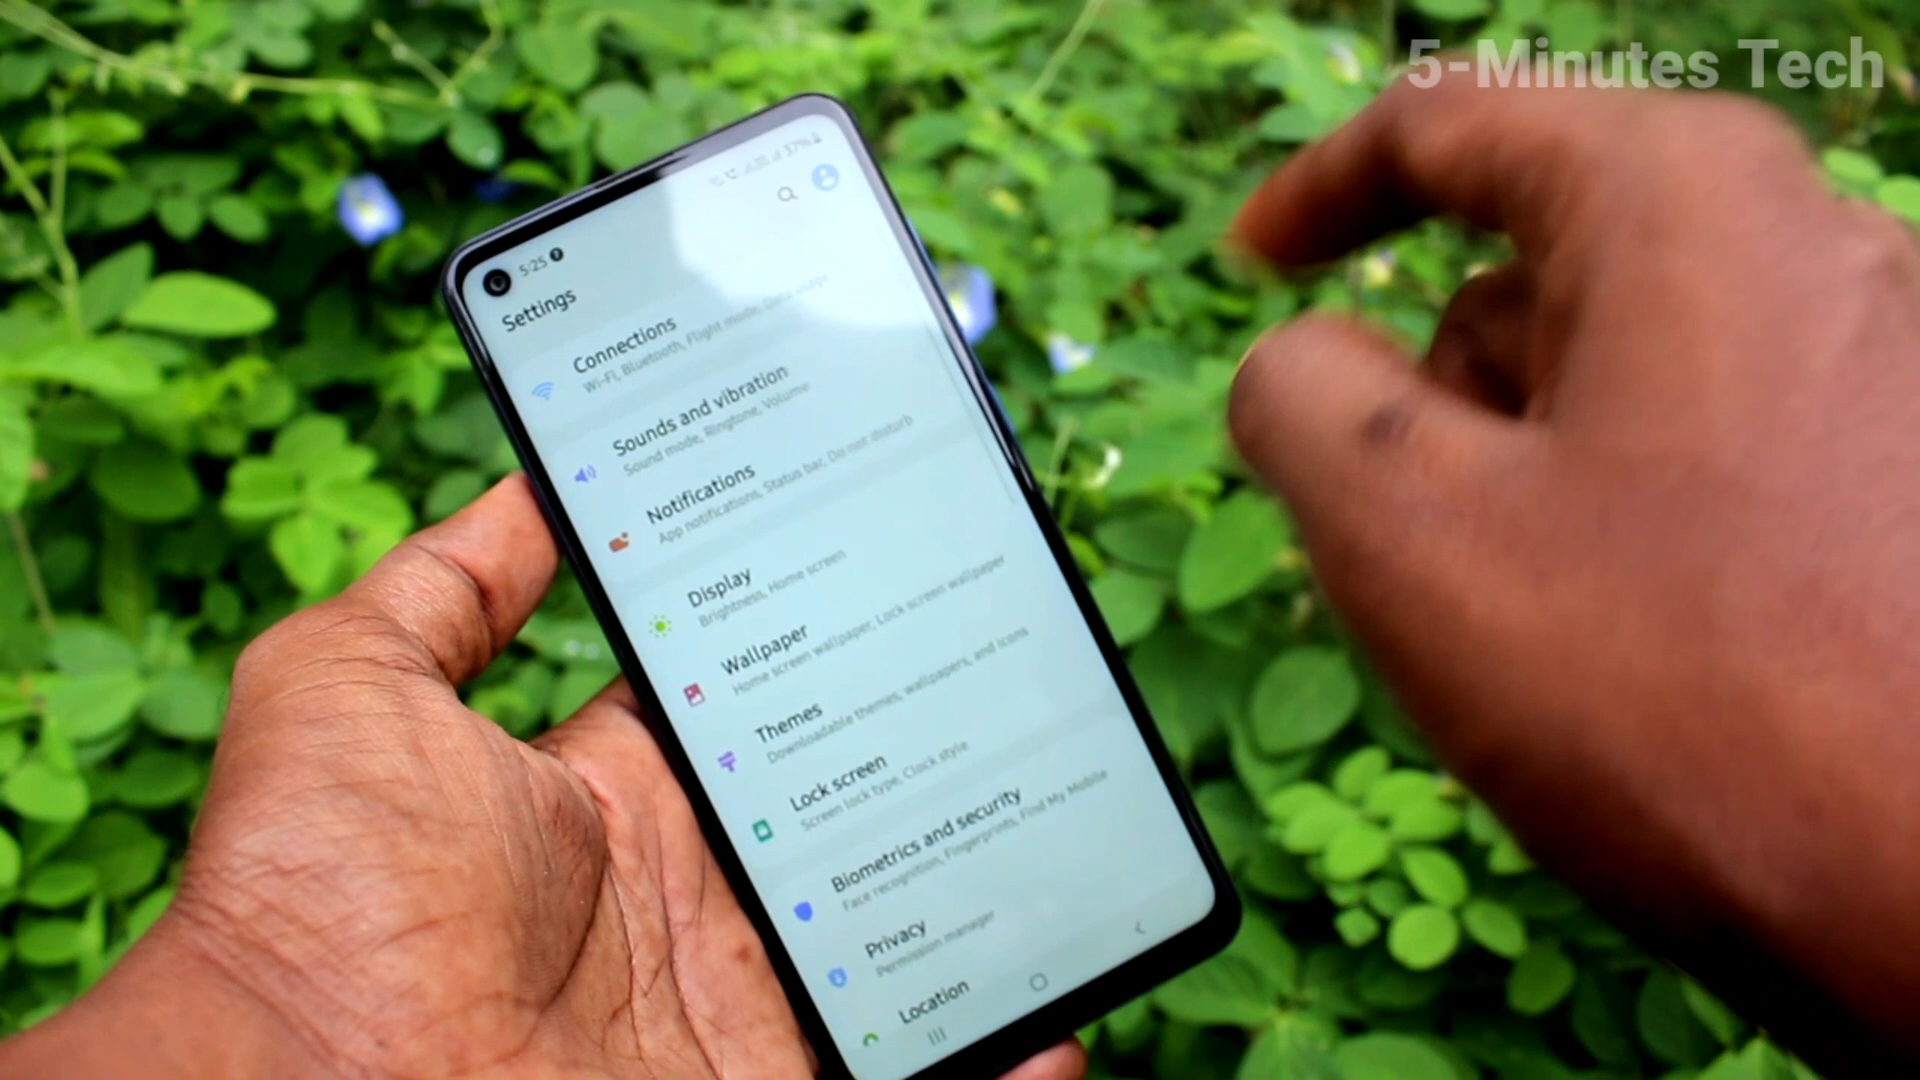 5-Minutes Tech
5:25
37%
Settings
Connections
Wi-Fi, Bluetooth, Flight mode, Data usage
Sounds and vibration
Sound mode, Ringtone, Volume
Notifications
App notifications, Status bar, Do not disturb
Display
Brightness, Home screen
Wallpaper
Home screen wallpaper, Lock screen wallpaper
Themes
Downloadable themes, wallpapers, and icons
Lock screen
Screen lock type, Clock style
Biometrics and security
Face recognition, Fingerprints, Find My Mobile
Privacy
Permission manager
Location